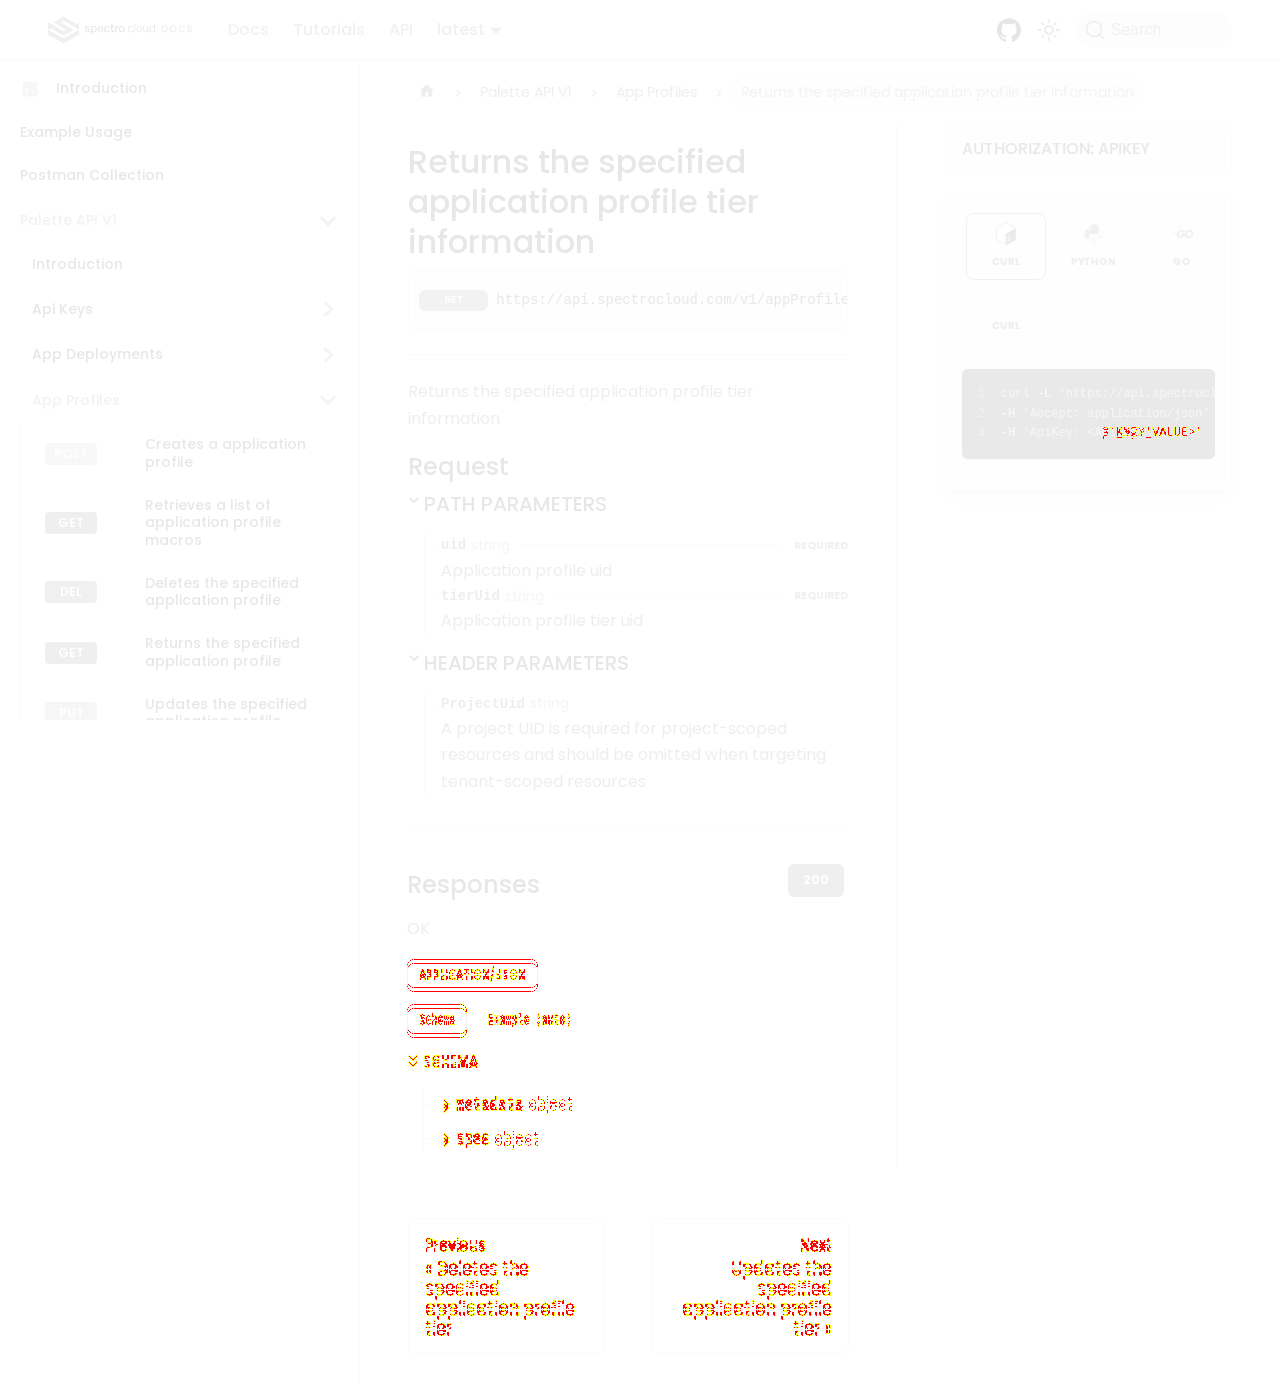 spectro cloud DOCS
Docs
Tutorials
API
latest
Search
Introduction
Example Usage
Postman Collection
Palette API V1
Introduction
Api Keys
App Deployments
App Profiles
POST
Creates a application
profile
GET
Retrieves a list of
application profile
macros
DEL
Deletes the specified
application profile
GET
Returns the specified
application profile
PUT
Updates the specified
application profile
Palette API V1
App Profiles
Returns the specified application profile tier information
Returns the specified
application profile tier
information
GET
https://api.spectrocloud.com/v1/appProfile
Returns the specified application profile tier
information
Request
PATH PARAMETERS
uid string
REQUIRED
Application profile uid
tierUid string
REQUIRED
Application profile tier uid
HEADER PARAMETERS
ProjectUid string
A project UID is required for project-scoped
resources and should be omitted when targeting
tenant-scoped resources
Responses
200
OK
APPLICATION/JSON
Schema
Example (auto)
SCHEMA
metadata object
spec object
Previous
« Deletes the
specified
application profile
tier
Next
Updates the
specified
application profile
tier »
AUTHORIZATION: APIKEY
CURL
PYTHON
-GO
GO
CURL
1 curl -L 'https://api.spectrocl
2 -H 'Accept: application/json'
3 -H 'ApiKey: